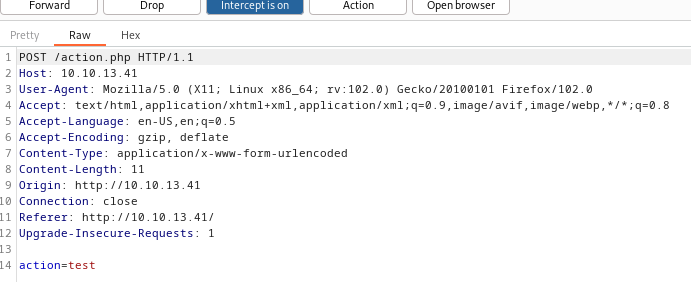 Forward Drop Intercept is on Action Open browser
Pretty Raw Hex
1 POST /action.php HTTP/1.1
2 Host: 10.10.13.41
3 User-Agent: Mozilla/5.0 (X11; Linux x86_64; rv:102.0) Gecko/20100101 Firefox/102.0
4 Accept: text/html,application/xhtml+xml,application/xml;q=0.9,image/avif,image/webp,*/*;q=0.8
5 Accept-Language: en-US,en;q=0.5
6 Accept-Encoding: gzip, deflate
7 Content-Type: application/x-www-form-urlencoded
8 Content-Length: 11
9 Origin: http://10.10.13.41
10 Connection: close
11 Referer: http://10.10.13.41/
12 Upgrade-Insecure-Requests: 1
13
14 action=test